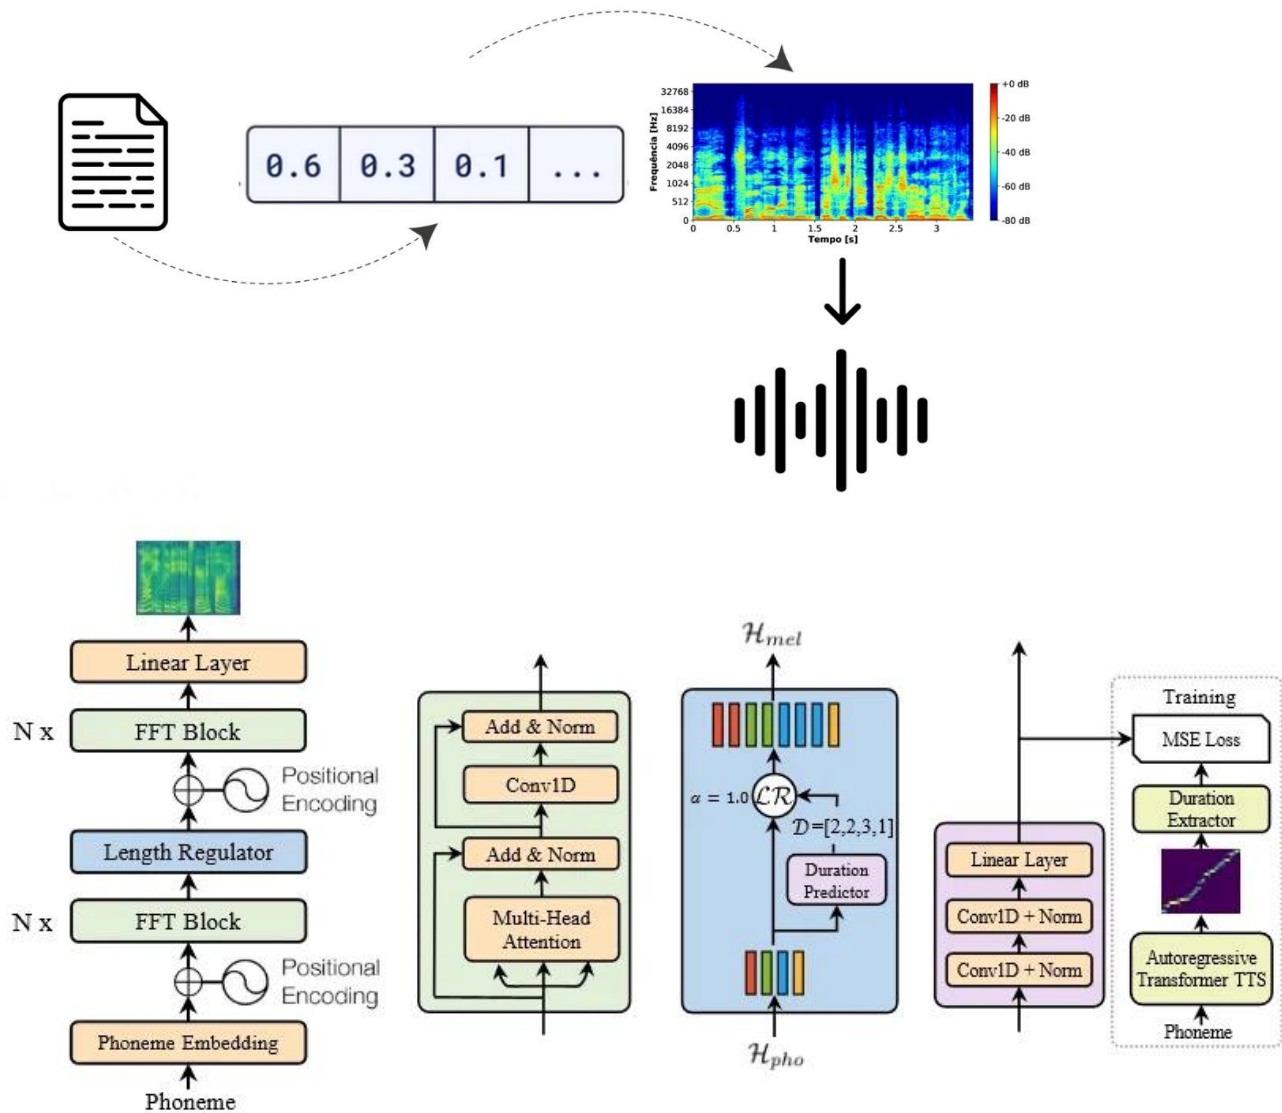 0.6 0.3 0.1 ...
Frequência [Hz]
32768
16384
8192
4096
2048
1024
512
0
0 0.5 1 1.5 2 2.5 3
Tempo [s]
+0 dB
-20 dB
-40 dB
-60 dB
-80 dB
Linear Layer
N x
FFT Block
Positional
Encoding
Length Regulator
N x
FFT Block
Positional
Encoding
Phoneme Embedding
Phoneme
Add & Norm
Conv1D
Add & Norm
Multi-Head
Attention
H_mel
α = 1.0
LR
D=[2,2,3,1]
Duration
Predictor
H_pho
Linear Layer
Conv1D + Norm
Conv1D + Norm
Training
MSE Loss
Duration
Extractor
Autoregressive
Transformer TTS
Phoneme